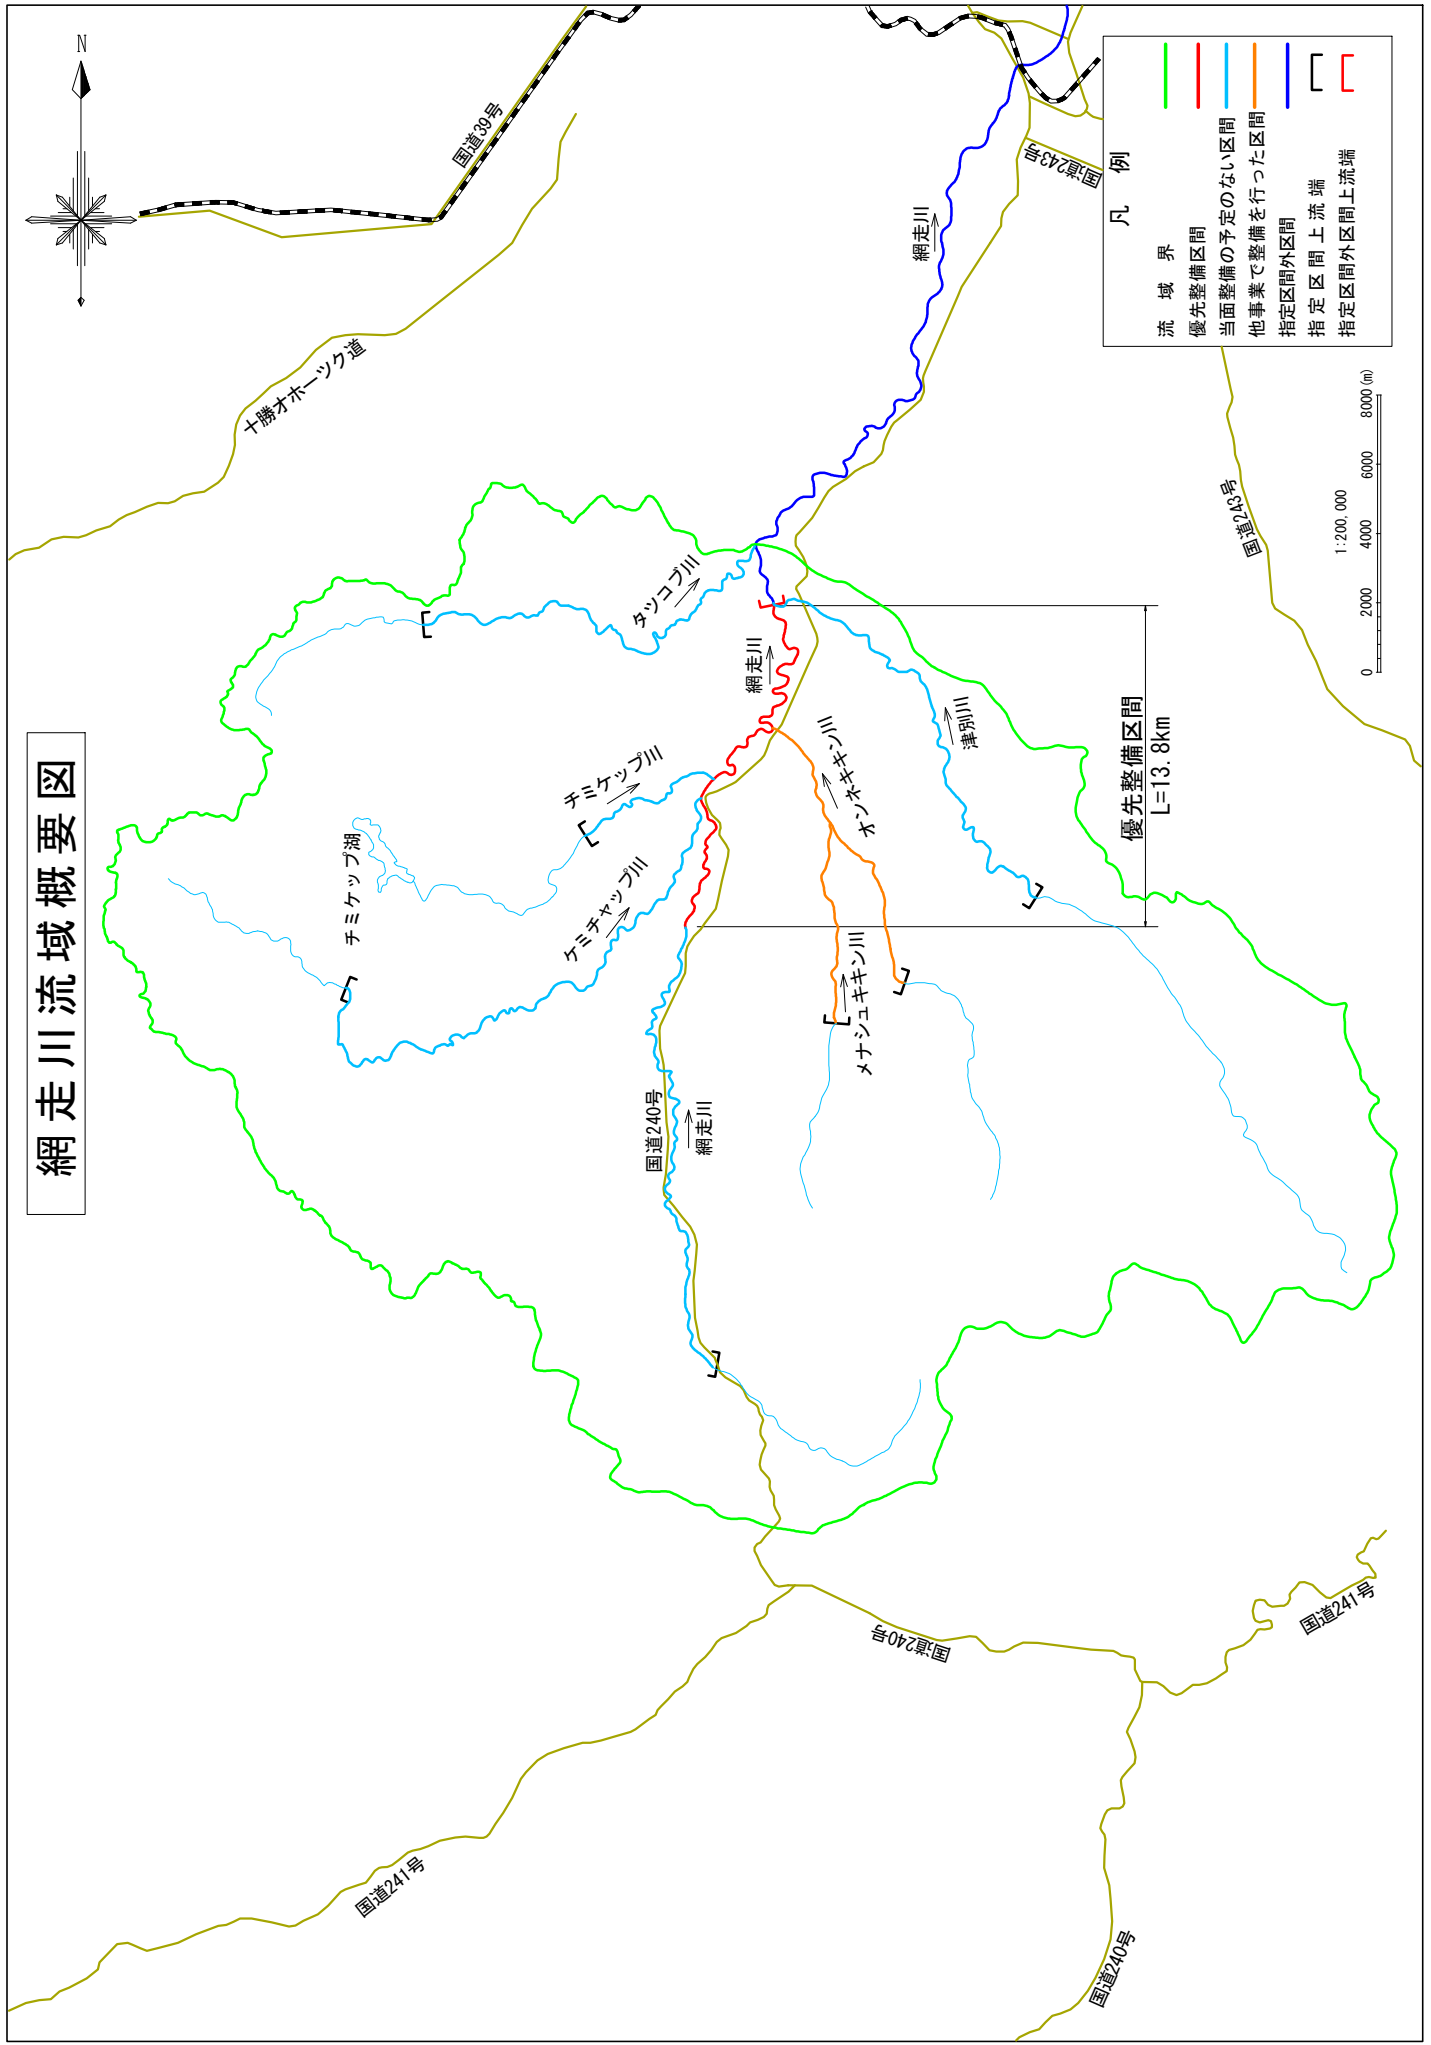 網走川流域概要図
N
国道39号
十勝オホーツク道
国道243号
網走川
タツコブ川
網走川
チミケップ川
チミケップ湖
ケミチャップ川
オンネキキン川
津別川
メナシュキキン川
国道240号
網走川
優先整備区間
L=13.8km
国道243号
国道240号
国道241号
国道241号
国道240号
凡 例
流 域 界
優先整備区間
当面整備の予定のない区間
他事業で整備を行った区間
指定区間外区間
指 定 区 間 上 流 端
指定区間外区間上流端
1:200,000
0 2000 4000 6000 8000(m)